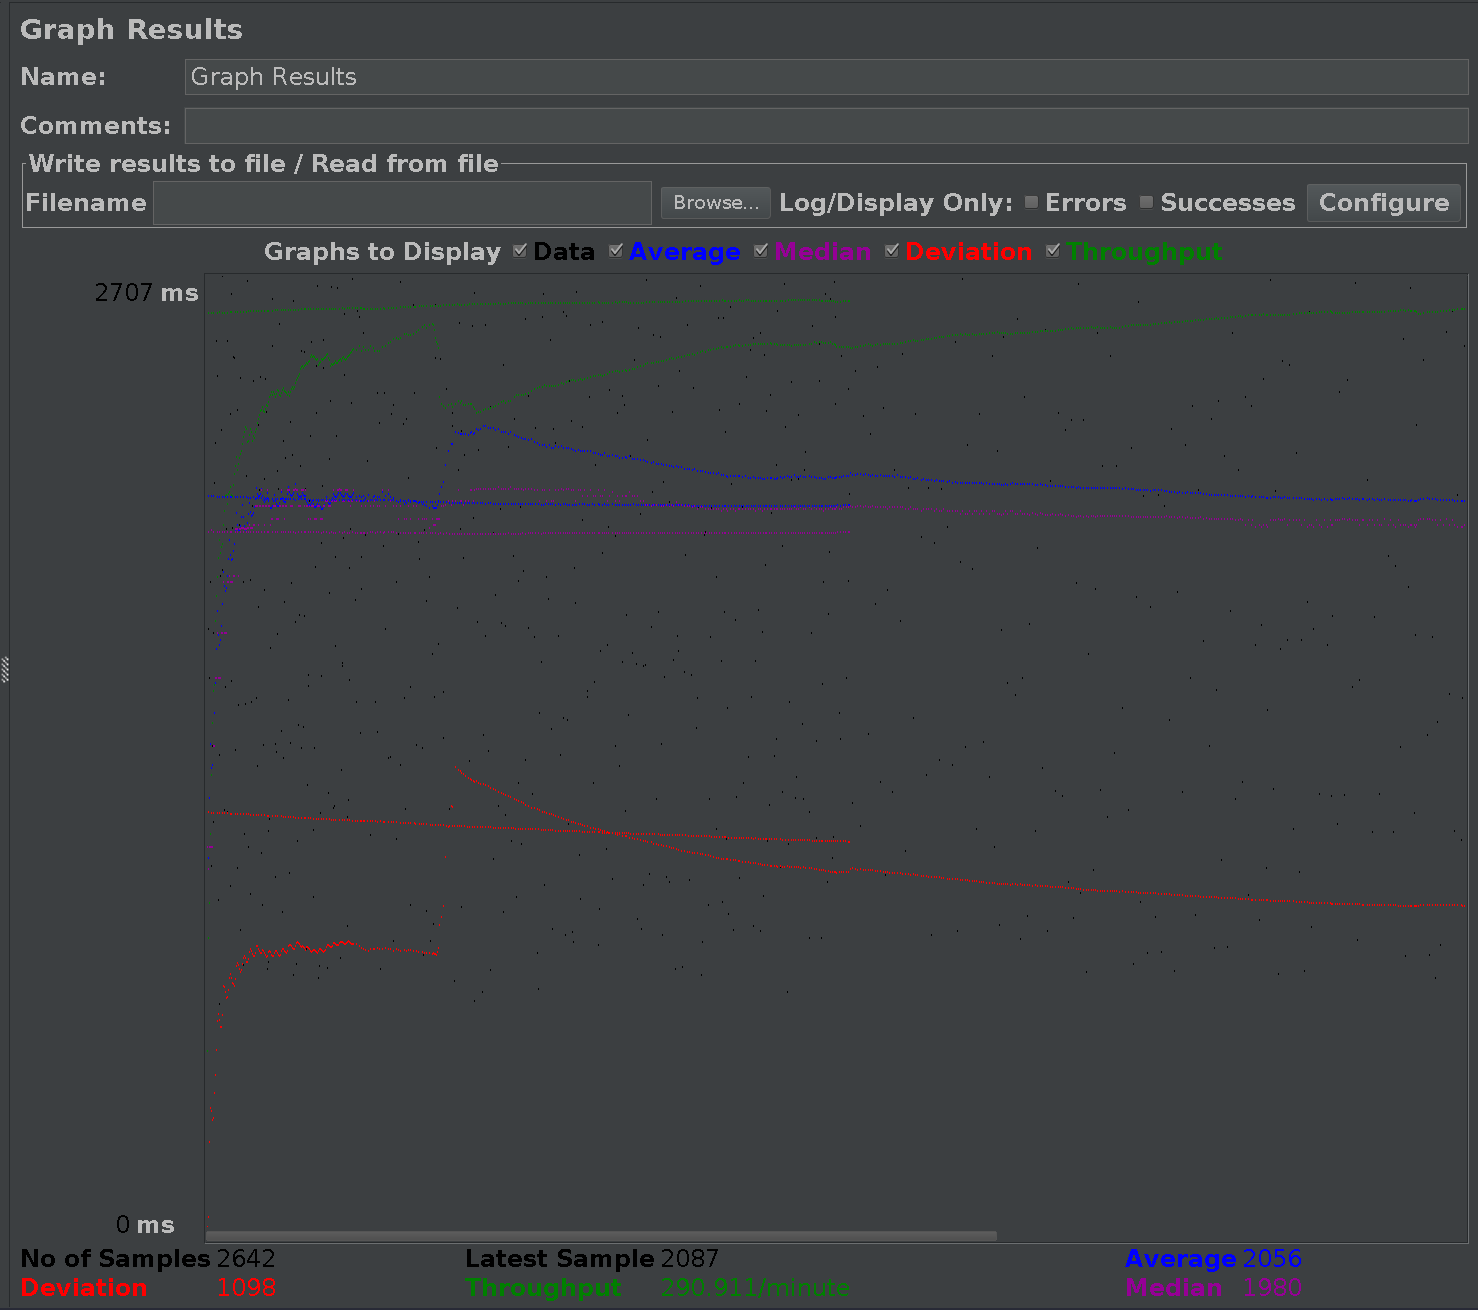 Graph Results
Name: Graph Results
Comments:
Write results to file / Read from file
Filename Browse... Log/Display Only: Errors Successes Configure
Graphs to Display Data Average Median Deviation Throughput
2707 ms
0 ms
No of Samples 2642 Latest Sample 2087 Average 2056
Deviation 1098 Throughput 290.911/minute Median 1980